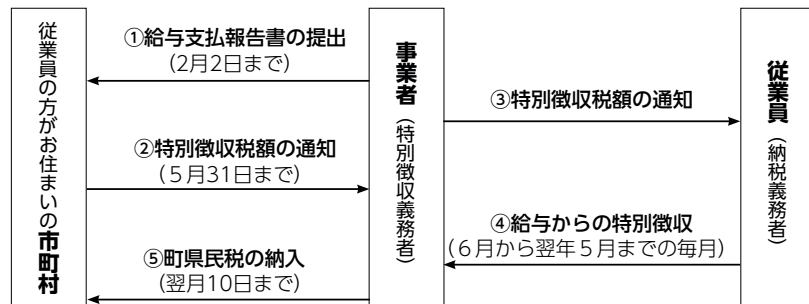 従業員の方がお住まいの市町村
①給与支払報告書の提出
（2月2日まで）
②特別徴収税額の通知
（５月31日まで）
⑤町県民税の納入
（翌月10日まで）
事業者（特別徴収義務者）
③特別徴収税額の通知
④給与からの特別徴収
（６月から翌年５月までの毎月）
従業員（納税義務者）